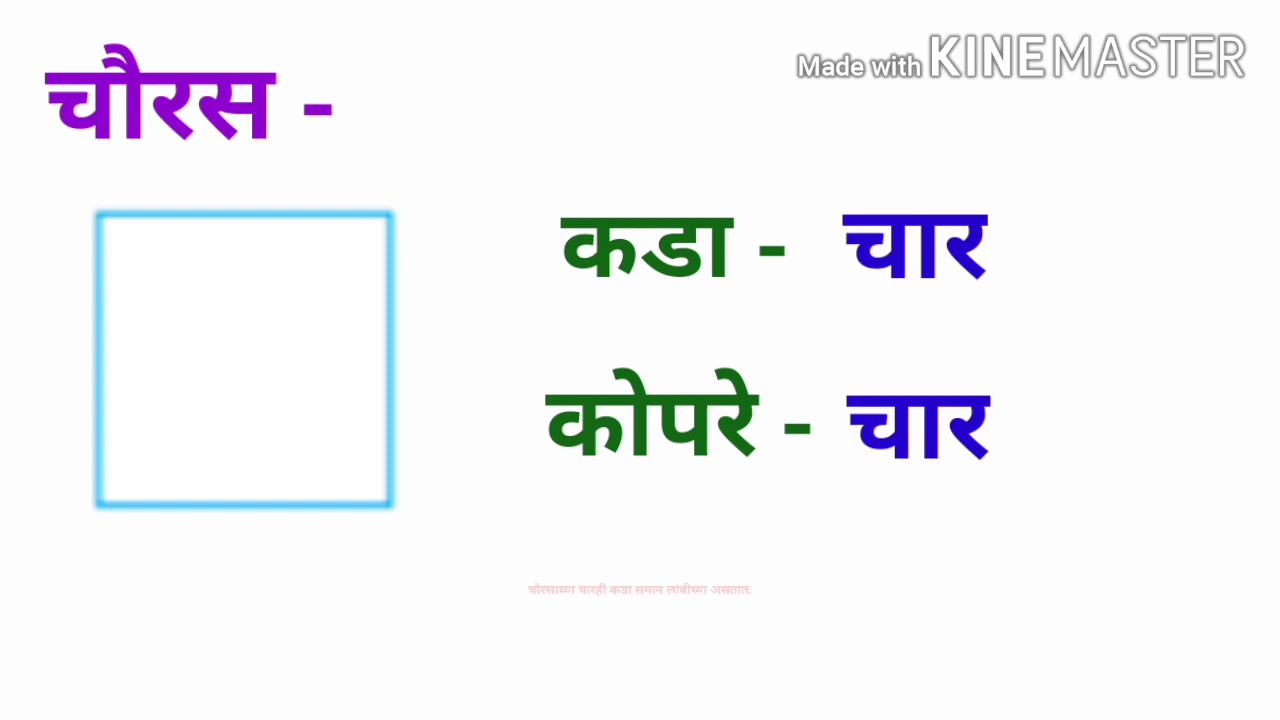 चौरस -
Made with KINEMASTER
कडा - चार
कोपरे - चार
चौरसाच्या चारही कडा समान लांबीच्या असतात.